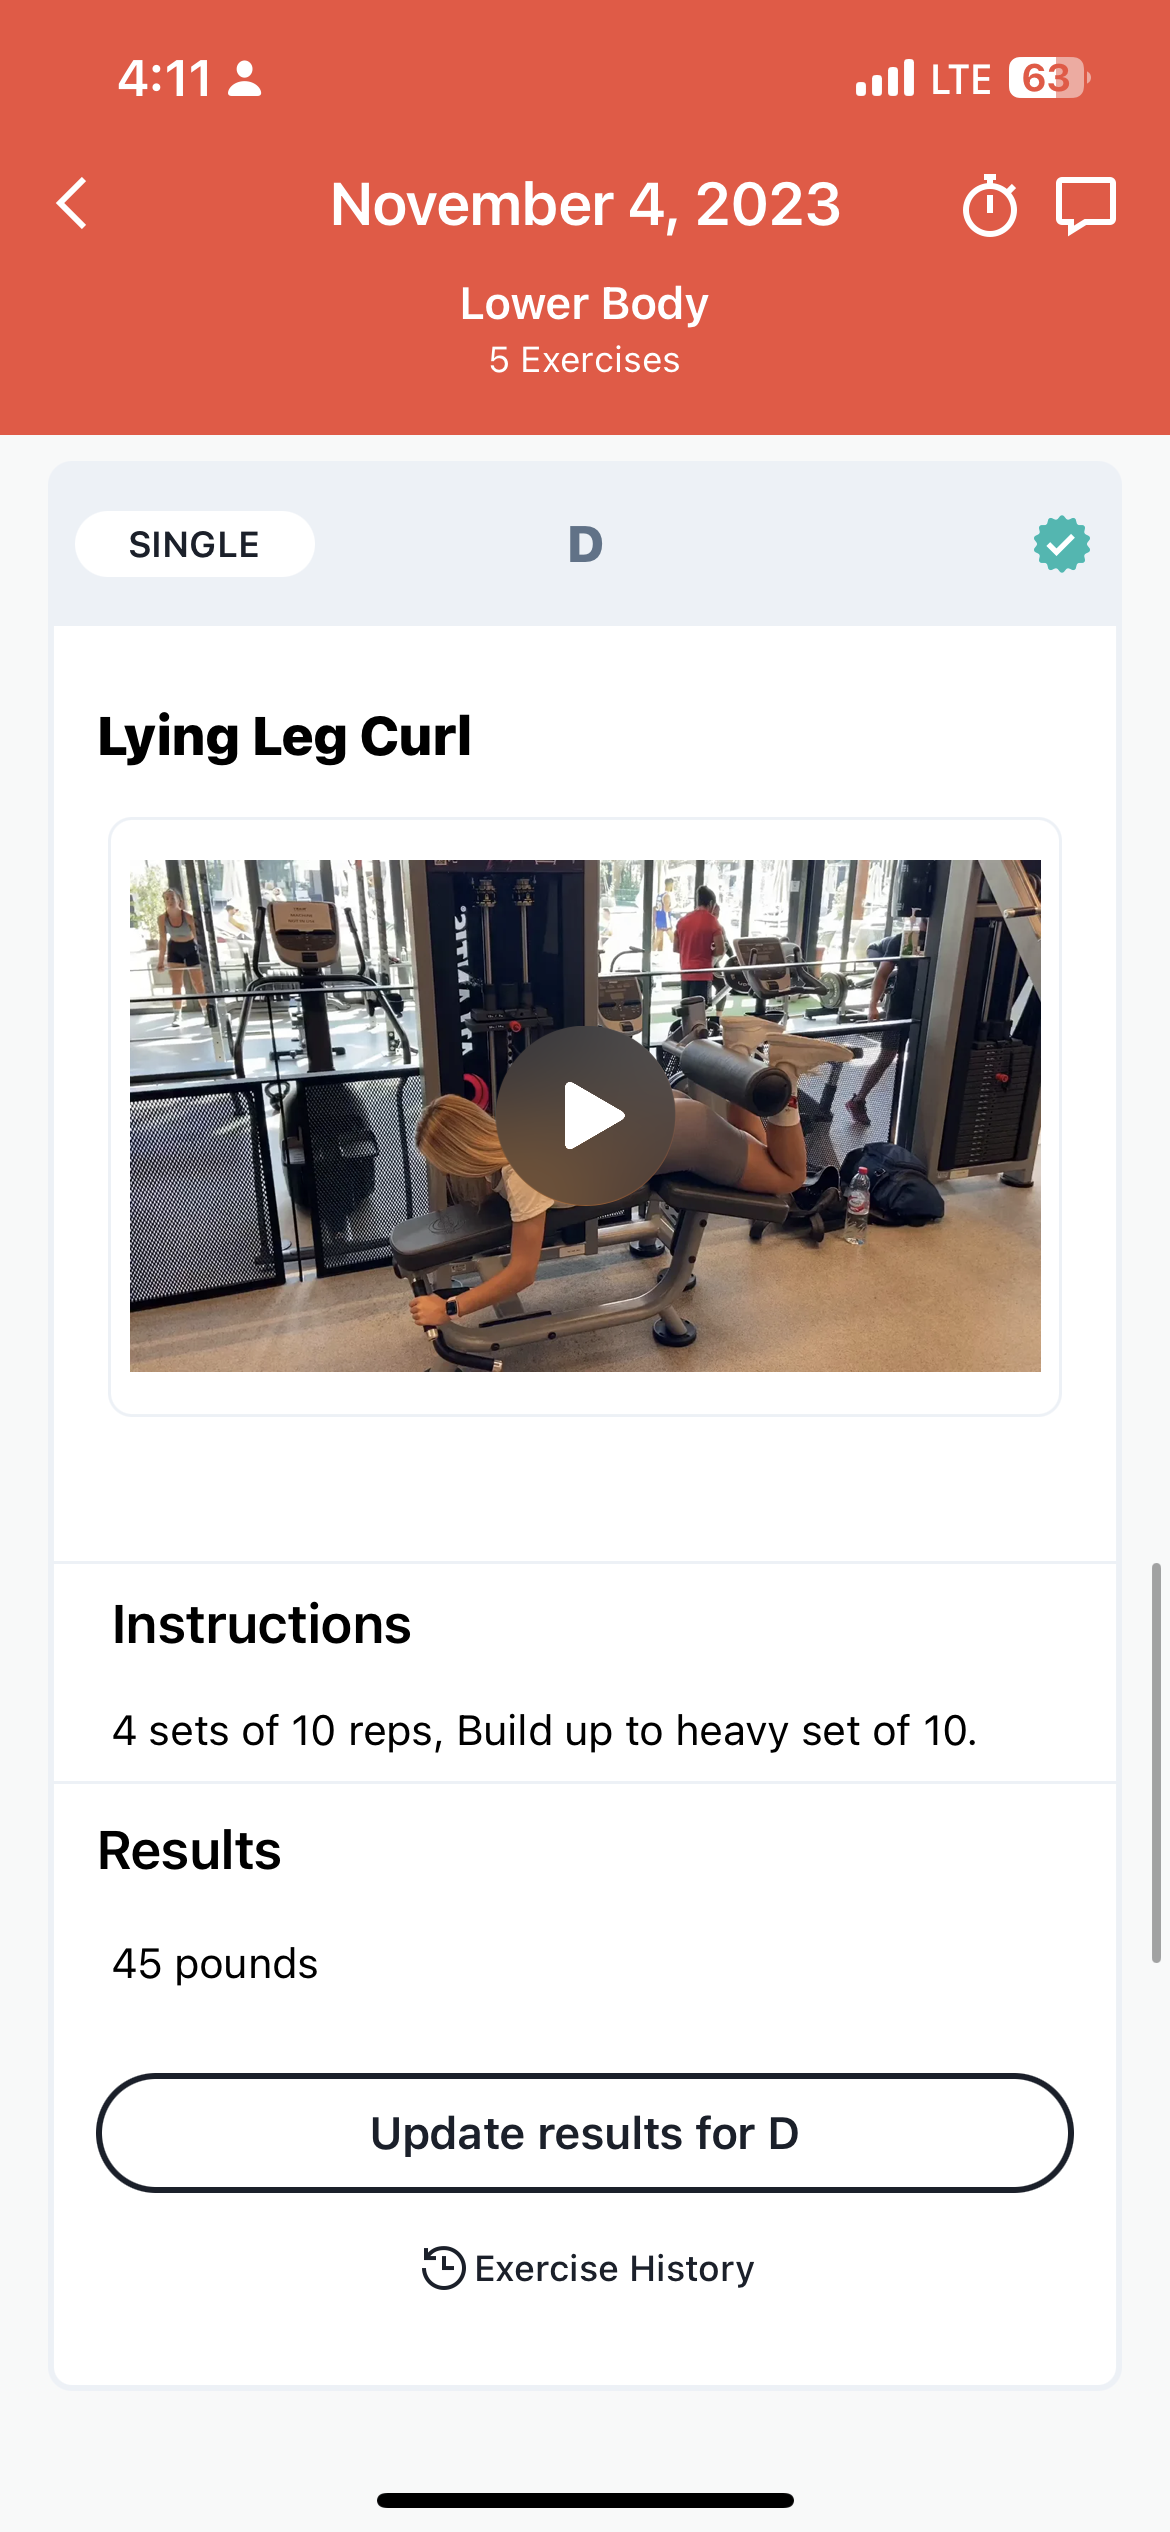 4:11
LTE 63
November 4, 2023
Lower Body
5 Exercises
SINGLE
D
Lying Leg Curl
Instructions
4 sets of 10 reps, Build up to heavy set of 10.
Results
45 pounds
Update results for D
Exercise History